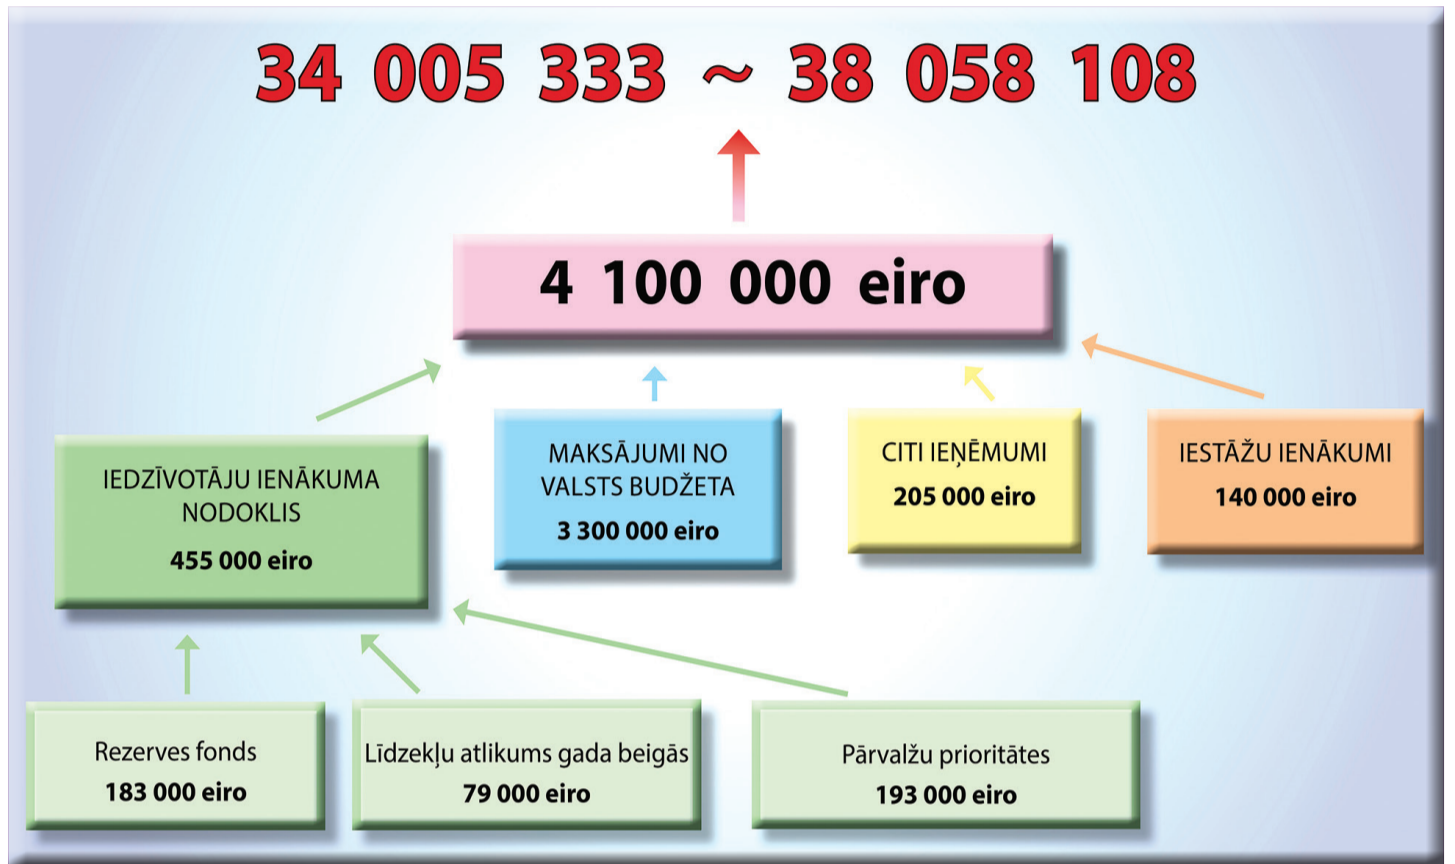 34 005 333 ~ 38 058 108
4 100 000 eiro
IEDZĪVOTĀJU IENĀKUMA
NODOKLIS
455 000 eiro
MAKSĀJUMI NO
VALSTS BUDŽETA
3 300 000 eiro
CITI IEŅĒMUMI
205 000 eiro
IESTĀŽU IENĀKUMI
140 000 eiro
Rezerves fonds
183 000 eiro
Līdzekļu atlikums gada beigās
79 000 eiro
Pārvalžu prioritātes
193 000 eiro